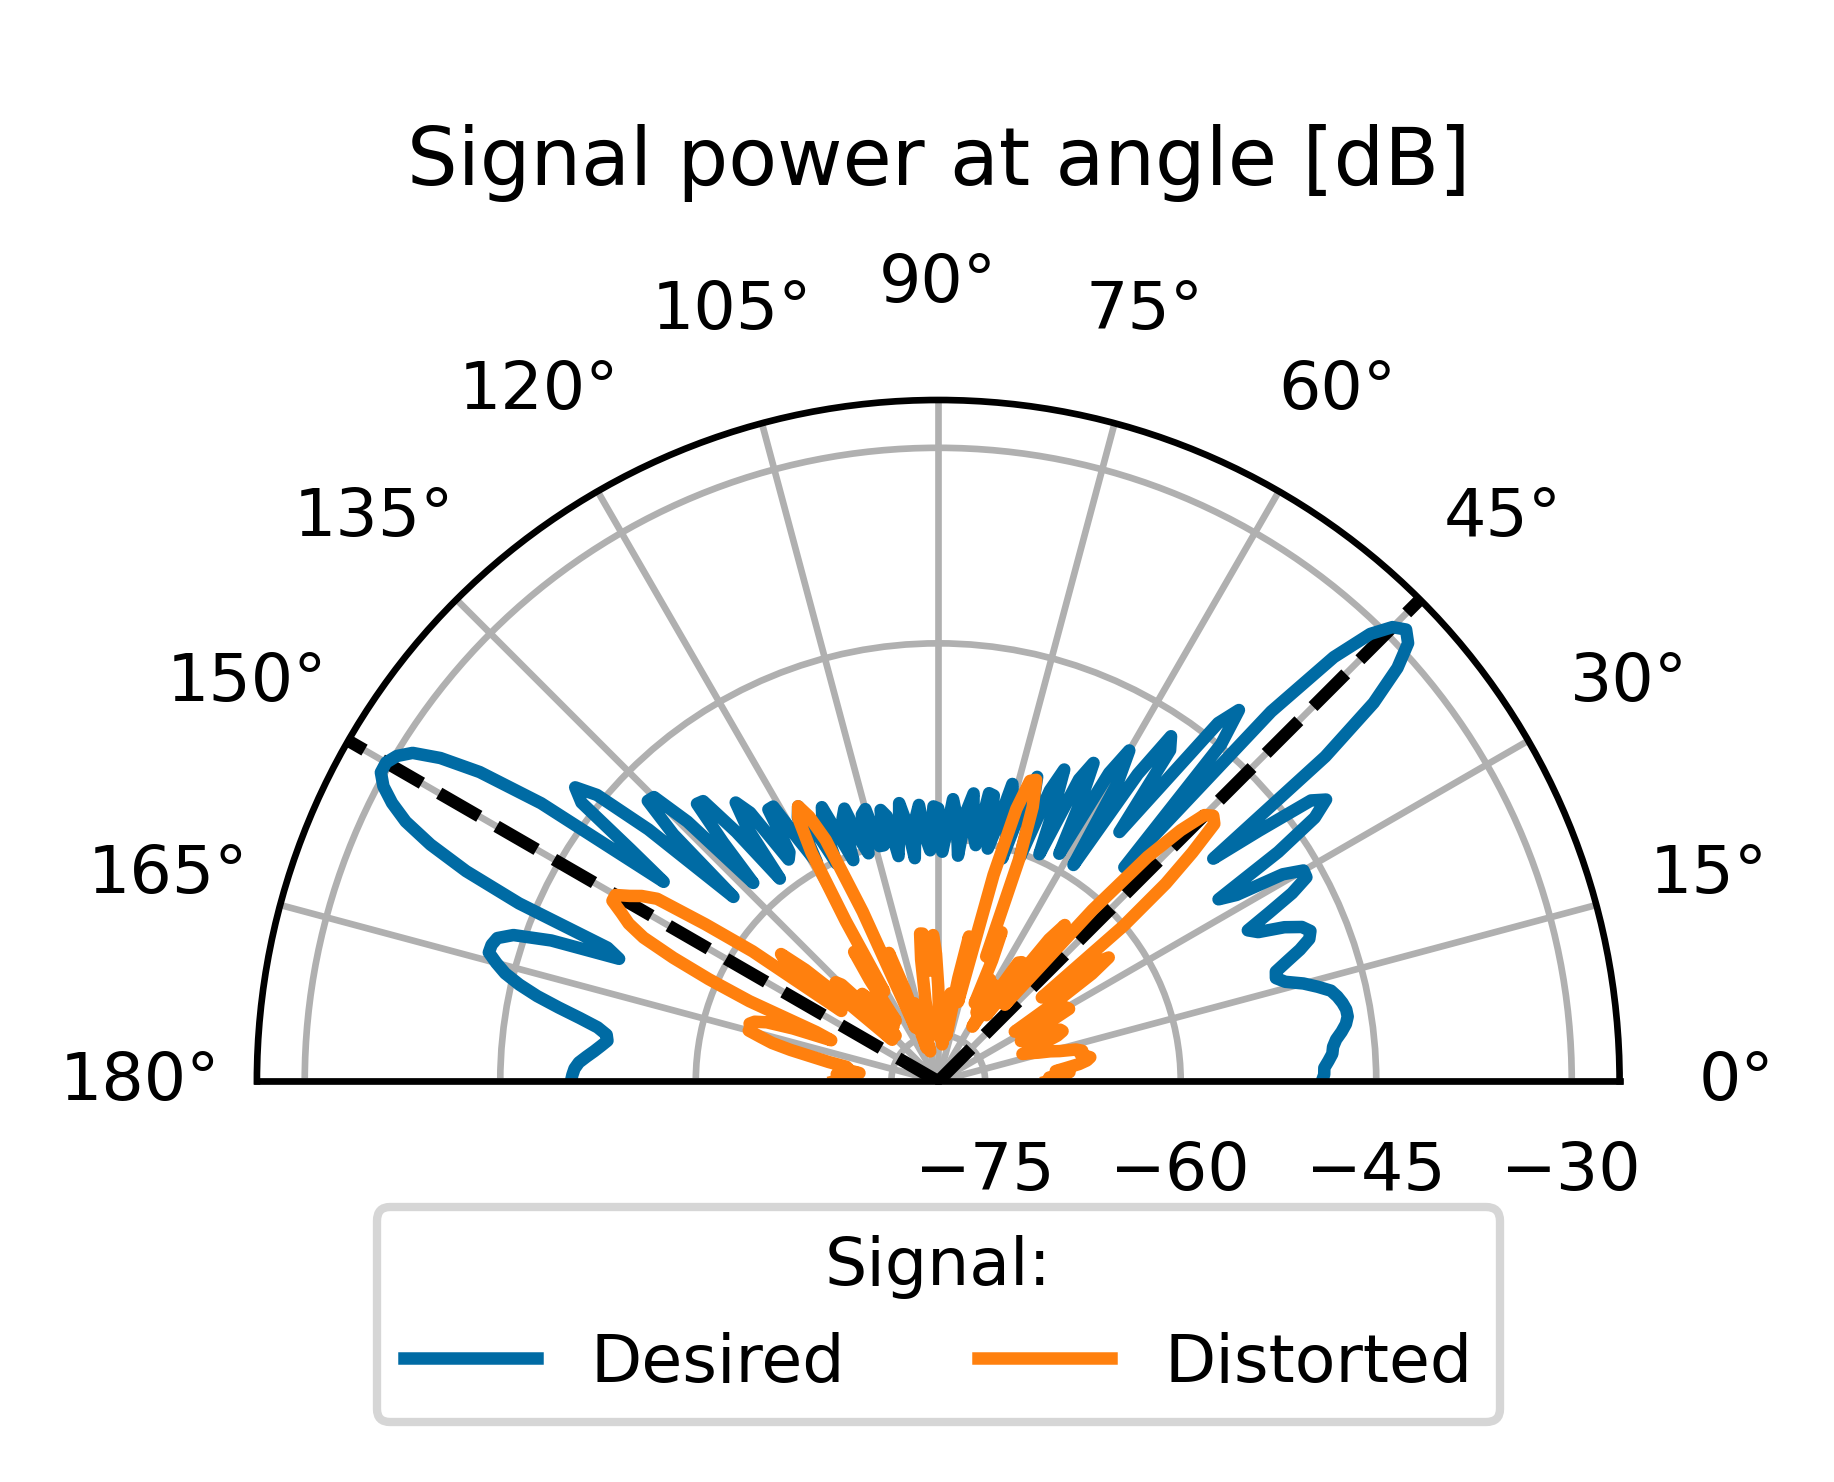 Signal power at angle [dB]
90°
105° 75°
120° 60°
135° 45°
150° 30°
165° 15°
180° 0°
−75 −60 −45 −30
Signal:
Desired Distorted